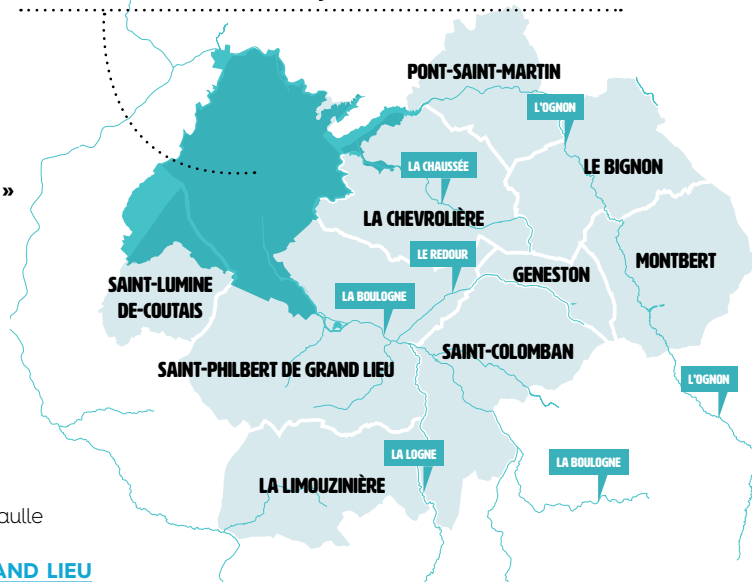 PONT-SAINT-MARTIN
L'OGNON
»
LA CHAUSSÉE
LE BIGNON
LA CHEVROLIÈRE
LE REDOUR
MONTBERT
GENESTON
SAINT-LUMINE
DE-COUTAIS
LA BOULOGNE
SAINT-COLOMBAN
SAINT-PHILBERT DE GRAND LIEU
L'OGNON
LA LOGNE
LA BOULOGNE
LA LIMOUZINIÈRE
aulle
AND LIEU